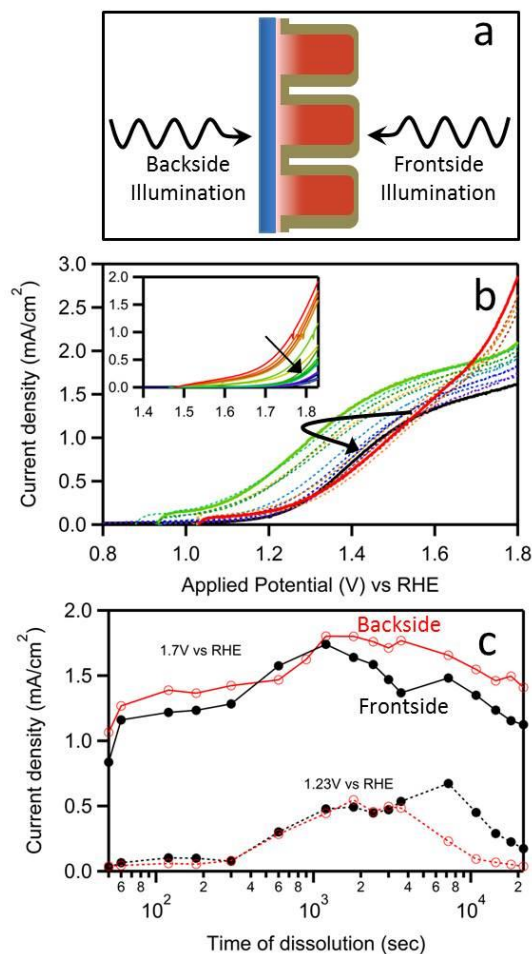 a
Backside
Illumination
Frontside
Illumination
b
Current density (mA/cm²)
3.0
2.5
2.0
1.5
1.0
0.5
0.0
2.0
1.5
1.0
0.5
0.0
1.4 1.5 1.6 1.7 1.8
0.8 1.0 1.2 1.4 1.6 1.8
Applied Potential (V) vs RHE
c
Current density (mA/cm²)
2.0
1.5
1.0
0.5
0.0
1.7V vs RHE
Backside
Frontside
1.23V vs RHE
6 8 10² 2 4 6 8 10³ 2 4 6 8 10⁴ 2
Time of dissolution (sec)